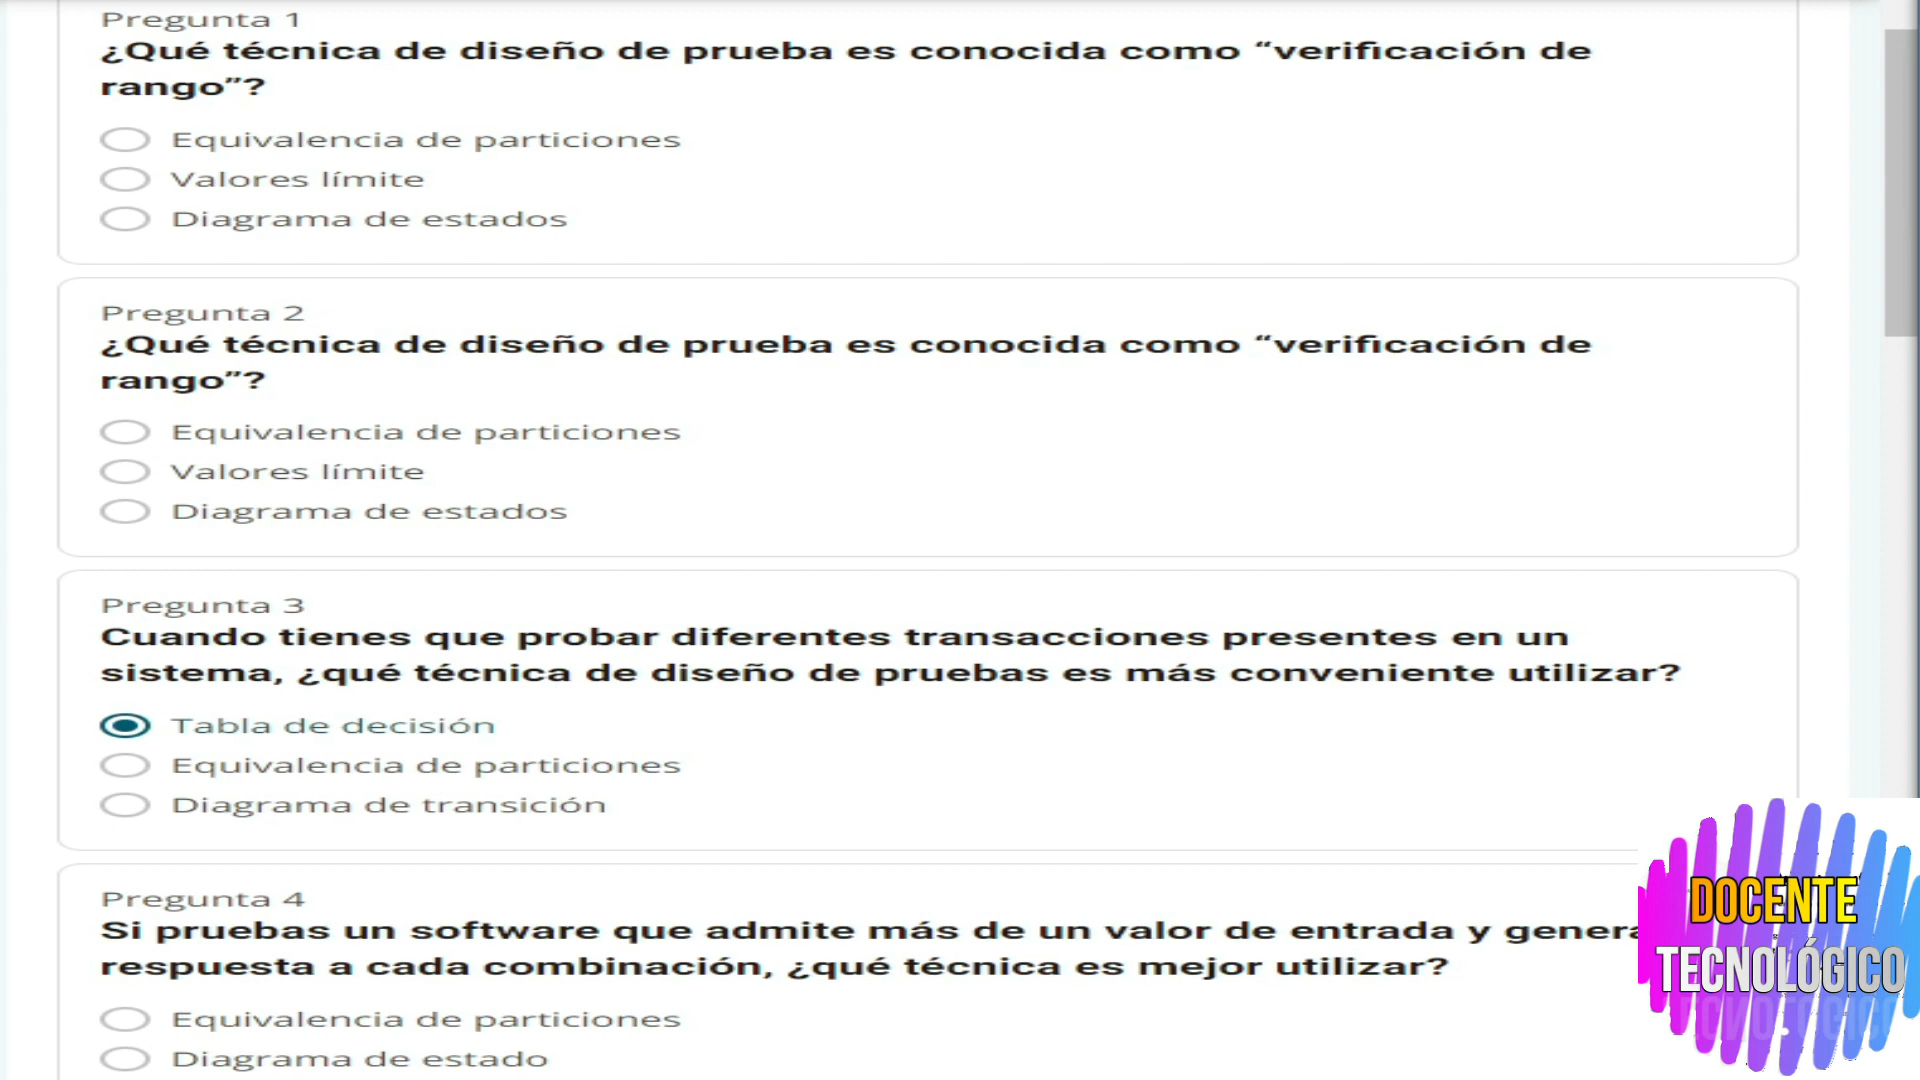 Pregunta 1
¿Qué técnica de diseño de prueba es conocida como “verificación de
rango”?
Equivalencia de particiones
Valores límite
Diagrama de estados
Pregunta 2
¿Qué técnica de diseño de prueba es conocida como “verificación de
rango”?
Equivalencia de particiones
Valores límite
Diagrama de estados
Pregunta 3
Cuando tienes que probar diferentes transacciones presentes en un
sistema, ¿qué técnica de diseño de pruebas es más conveniente utilizar?
Tabla de decisión
Equivalencia de particiones
Diagrama de transición
Pregunta 4
Si pruebas un software que admite más de un valor de entrada y genera
respuesta a cada combinación, ¿qué técnica es mejor utilizar?
Equivalencia de particiones
Diagrama de estado
DOCENTE
TECNOLÓGICO